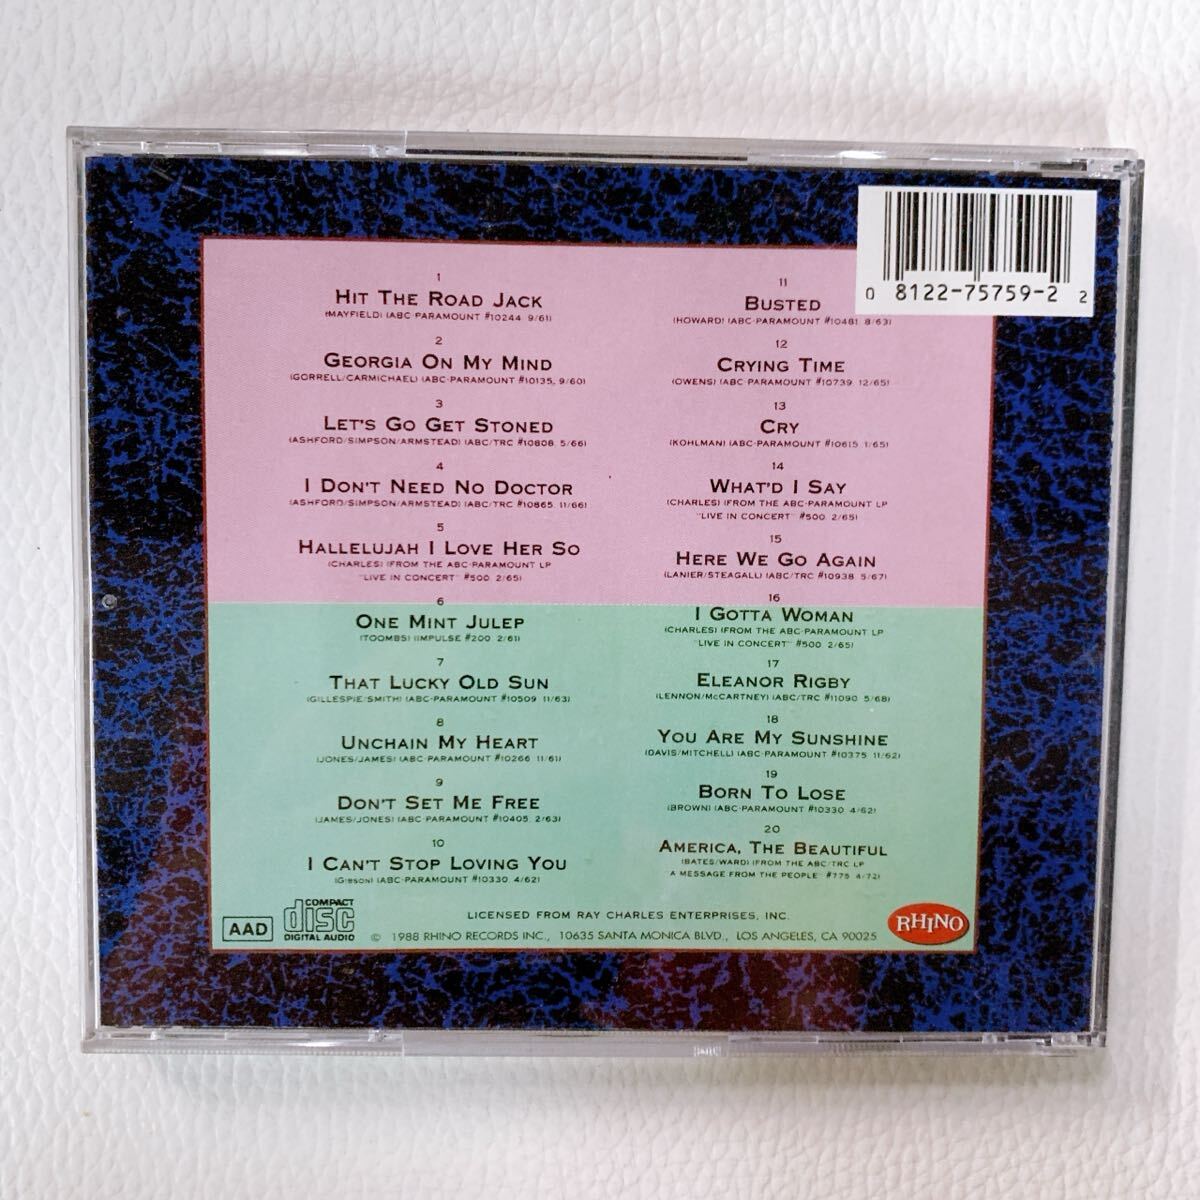 1
HIT THE ROAD JACK
(MAYFIELD) (ABC-PARAMOUNT #10244 9/61)
2
GEORGIA ON MY MIND
(GORRELL/CARMICHAEL) (ABC-PARAMOUNT #10135, 9/60)
3
LET'S GO GET STONED
(ASHFORD/SIMPSON/ARMSTEAD) (ABC/TRC #10808 5/66)
4
I DON'T NEED NO DOCTOR
(ASHFORD/SIMPSON/ARMSTEAD) (ABC/TRC #10865 11/66)
5
HALLELUJAH I LOVE HER SO
(CHARLES) (FROM THE ABC-PARAMOUNT LP
"LIVE IN CONCERT" #500 2/65)
6
ONE MINT JULEP
(TOOMBS) (IMPULSE #200 2/61)
7
THAT LUCKY OLD SUN
(GILLESPIE/SMITH) (ABC-PARAMOUNT #10509 11/63)
8
UNCHAIN MY HEART
(JONES/JAMES) (ABC-PARAMOUNT #10266 11/61)
9
DON'T SET ME FREE
(JAMES/JONES) (ABC-PARAMOUNT #10405 2/63)
10
I CAN'T STOP LOVING YOU
(GIBSON) (ABC-PARAMOUNT #10330 4/62)
11
BUSTED
(HOWARD) (ABC-PARAMOUNT #10481 8/63)
12
CRYING TIME
(OWENS) (ABC-PARAMOUNT #10739 12/65)
13
CRY
(KOHLMAN) (ABC-PARAMOUNT #10615 1/65)
14
WHAT'D I SAY
(CHARLES) (FROM THE ABC-PARAMOUNT LP
"LIVE IN CONCERT" #500 2/65)
15
HERE WE GO AGAIN
(LANIER/STEAGALL) (ABC/TRC #10938 5/67)
16
I GOTTA WOMAN
(CHARLES) (FROM THE ABC-PARAMOUNT LP
"LIVE IN CONCERT" #500 2/65)
17
ELEANOR RIGBY
(LENNON/McCARTNEY) (ABC/TRC #11090 5/68)
18
YOU ARE MY SUNSHINE
(DAVIS/MITCHELL) (ABC-PARAMOUNT #10375 11/62)
19
BORN TO LOSE
(BROWN) (ABC-PARAMOUNT #10330 4/62)
20
AMERICA, THE BEAUTIFUL
(BATES/WARD) (FROM THE ABC/TRC LP
"A MESSAGE FROM THE PEOPLE" #775 4/72)
0 8122-75759-2 2
LICENSED FROM RAY CHARLES ENTERPRISES, INC.
AAD
COMPACT
disc
DIGITAL AUDIO
© 1988 RHINO RECORDS INC., 10635 SANTA MONICA BLVD., LOS ANGELES, CA 90025
RHINO